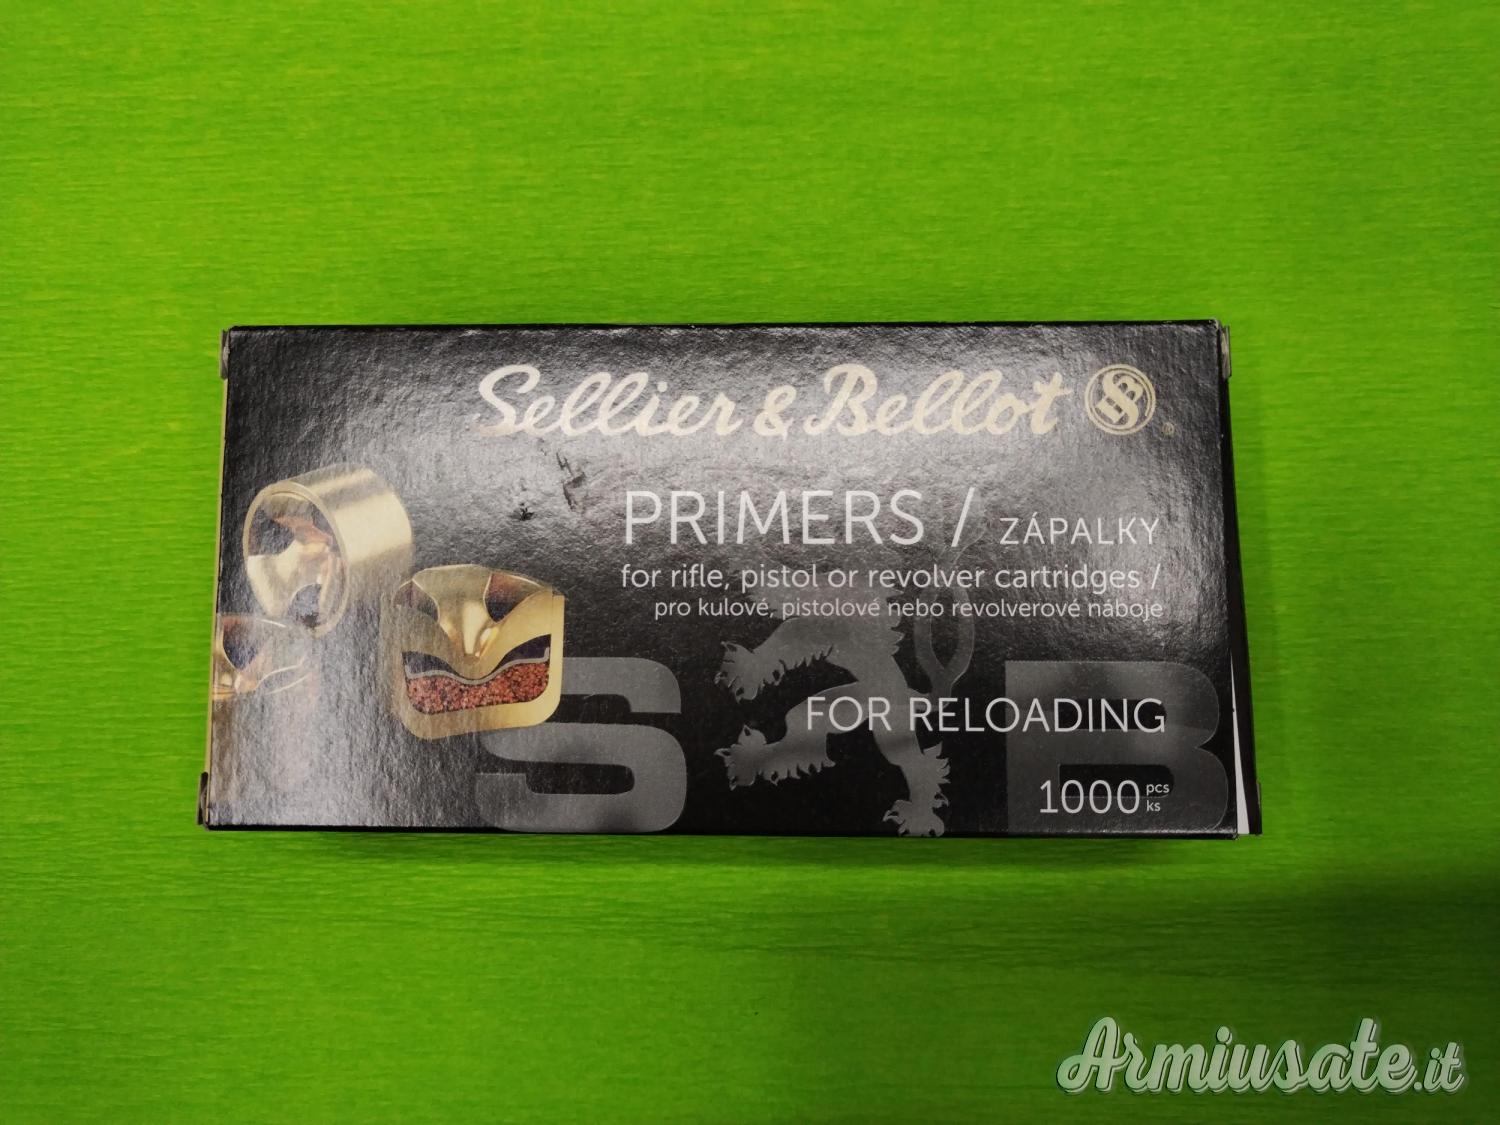 Sellier & Bellot SB ®
PRIMERS / ZÁPALKY
for rifle, pistol or revolver cartridges /
pro kulové, pistolové nebo revolverové náboje
S B
FOR RELOADING
1000 pcs
ks
Armiusate.it